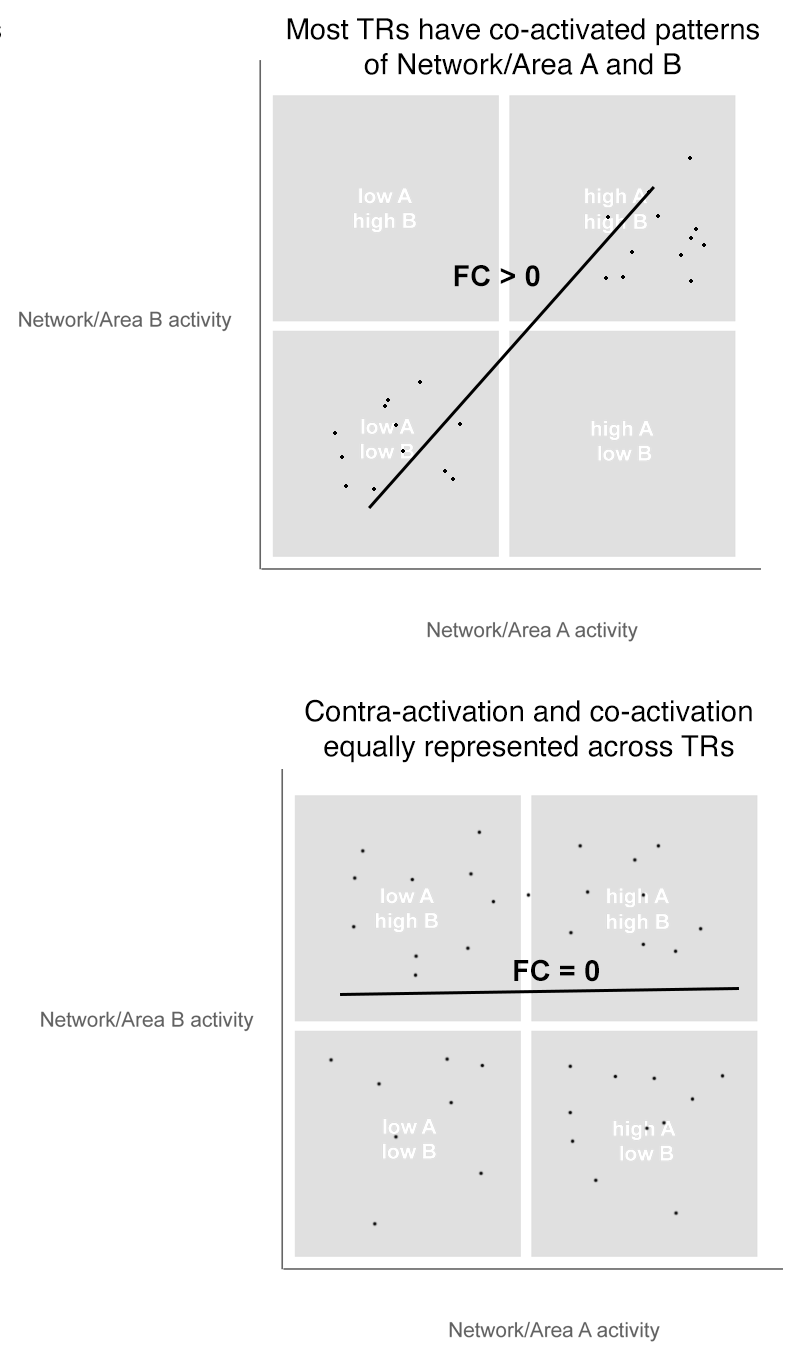 Most TRs have co-activated patterns
of Network/Area A and B
low A
high B
high A
high B
FC > 0
Network/Area B activity
low A
low B
high A
low B
Network/Area A activity
Contra-activation and co-activation
equally represented across TRs
low A
high B
high A
high B
FC = 0
Network/Area B activity
low A
low B
high A
low B
Network/Area A activity